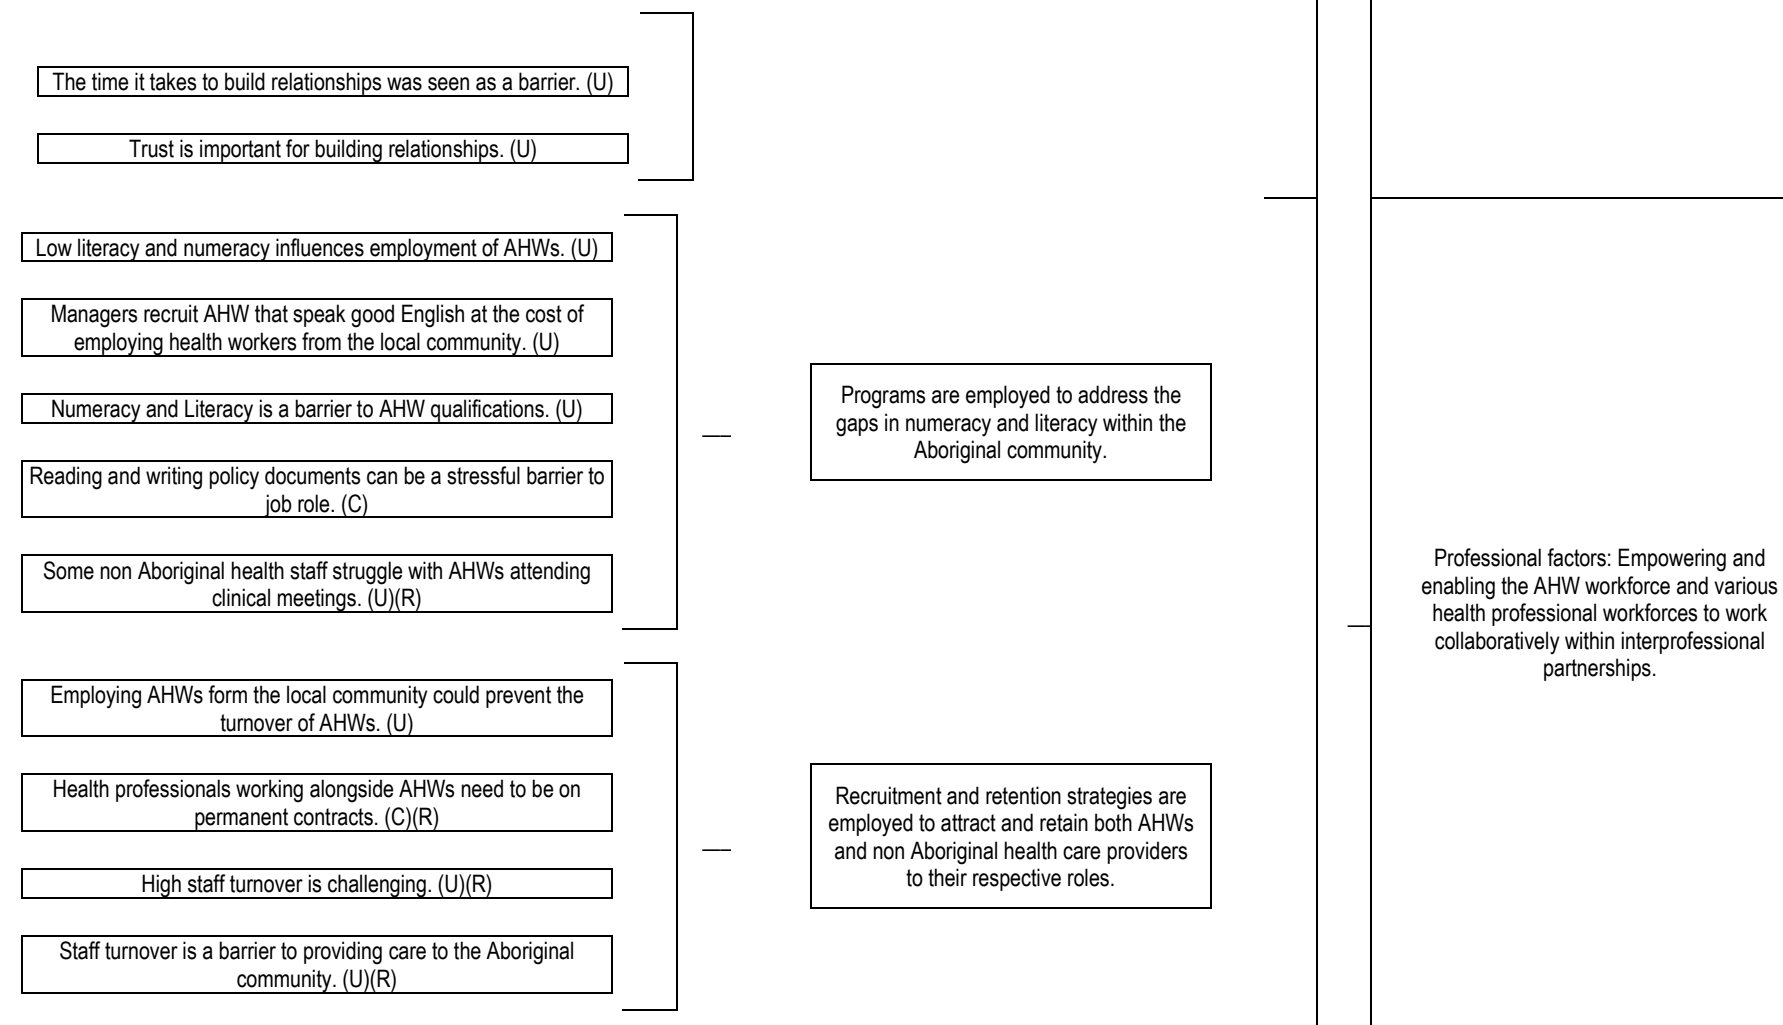 The time it takes to build relationships was seen as a barrier. (U)
Trust is important for building relationships. (U)
Low literacy and numeracy influences employment of AHWs. (U)
Managers recruit AHW that speak good English at the cost of
employing health workers from the local community. (U)
Numeracy and Literacy is a barrier to AHW qualifications. (U)
Reading and writing policy documents can be a stressful barrier to
job role. (C)
Some non Aboriginal health staff struggle with AHWs attending
clinical meetings. (U)(R)
Programs are employed to address the
gaps in numeracy and literacy within the
Aboriginal community.
Employing AHWs form the local community could prevent the
turnover of AHWs. (U)
Health professionals working alongside AHWs need to be on
permanent contracts. (C)(R)
High staff turnover is challenging. (U)(R)
Staff turnover is a barrier to providing care to the Aboriginal
community. (U)(R)
Recruitment and retention strategies are
employed to attract and retain both AHWs
and non Aboriginal health care providers
to their respective roles.
Professional factors: Empowering and
enabling the AHW workforce and various
health professional workforces to work
collaboratively within interprofessional
partnerships.